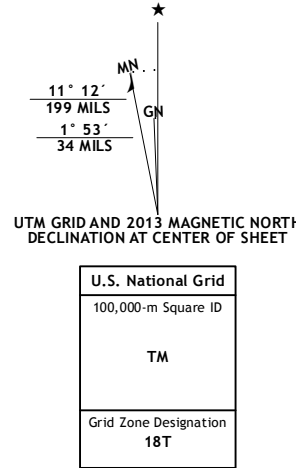 ★
MN
11° 12´
199 MILS
GN
1° 53´
34 MILS
UTM GRID AND 2013 MAGNETIC NORTH
DECLINATION AT CENTER OF SHEET
U.S. National Grid
100,000-m Square ID
TM
Grid Zone Designation
18T